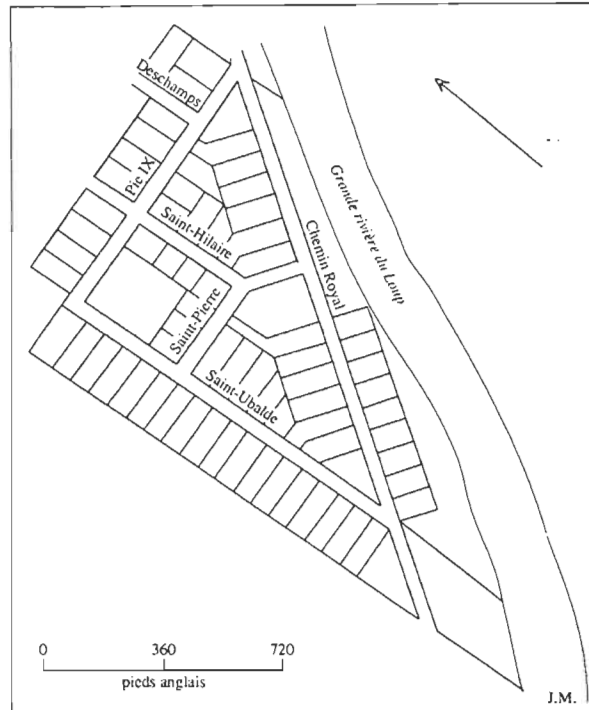 Deschamps
Pie IX
Saint-Hilaire
Grande rivière du Loup
Chemin Royal
Saint-Pierre
Saint-Ubalde
0 360 720
pieds anglais
J.M.